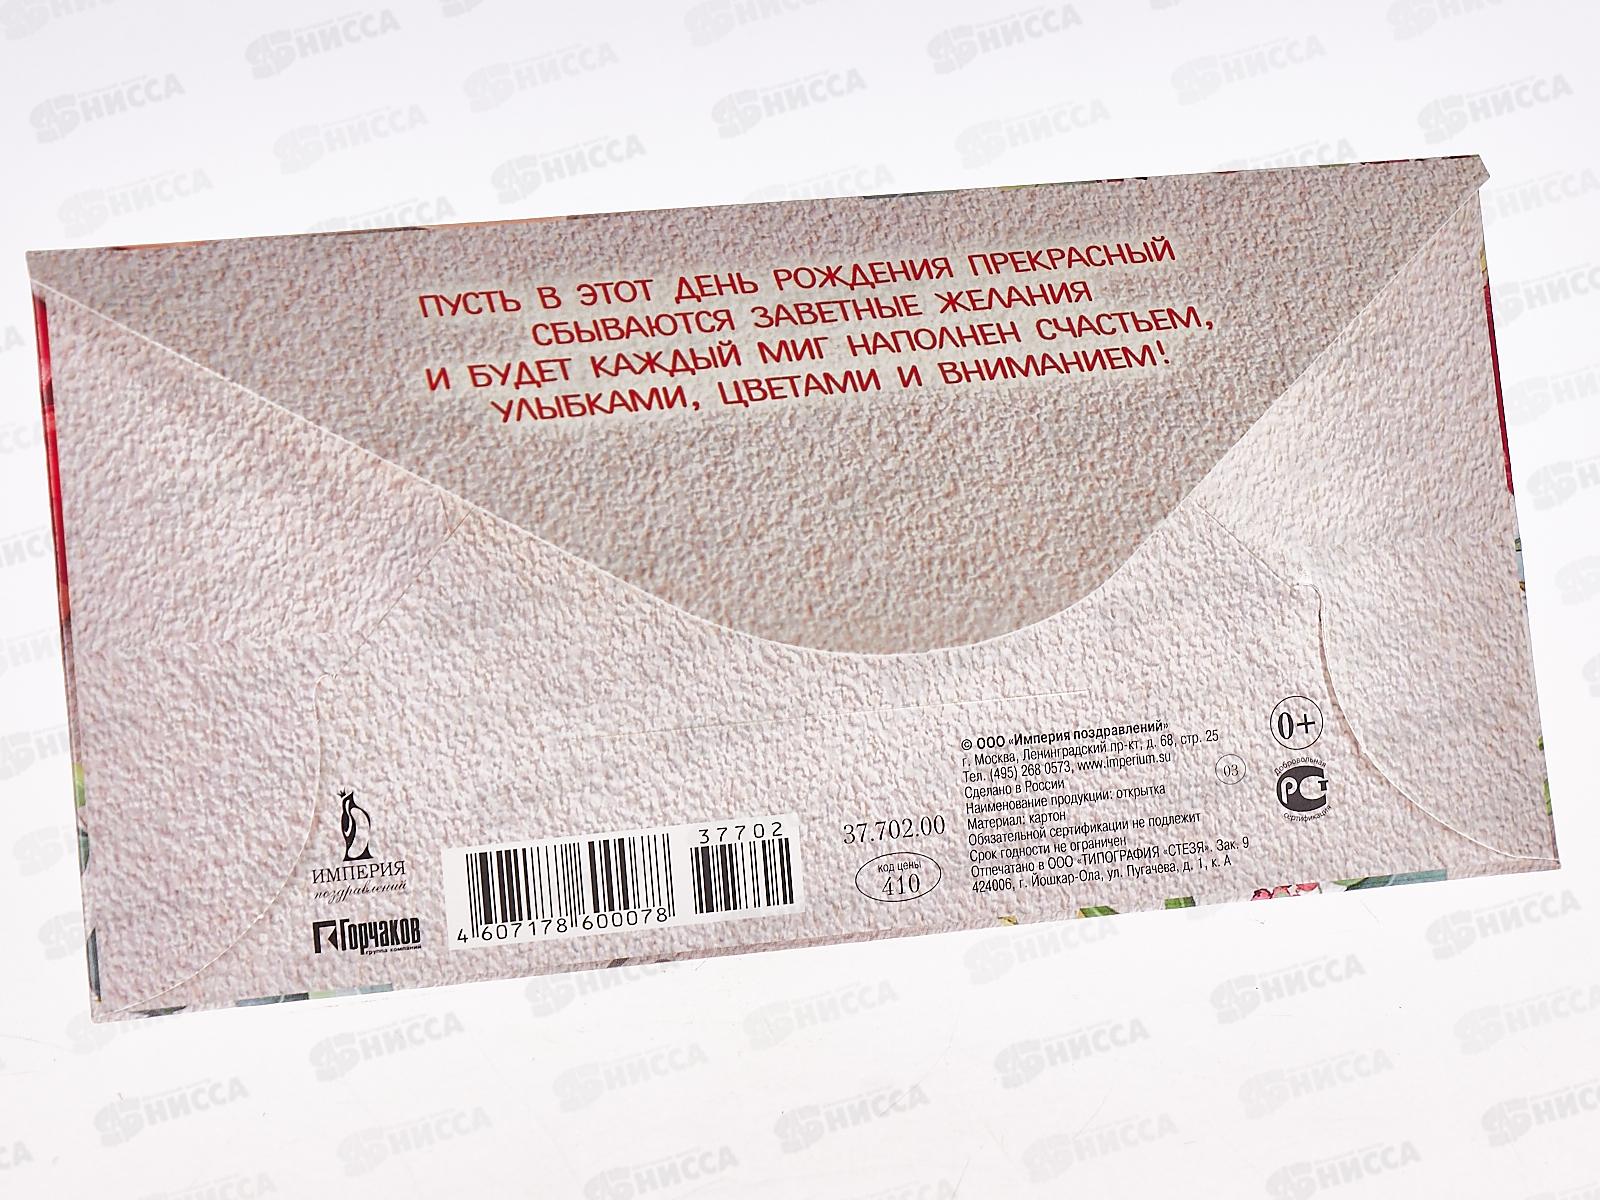 ПУСТЬ В ЭТОТ ДЕНЬ РОЖДЕНИЯ ПРЕКРАСНЫЙ
СБЫВАЮТСЯ ЗАВЕТНЫЕ ЖЕЛАНИЯ
И БУДЕТ КАЖДЫЙ МИГ НАПОЛНЕН СЧАСТЬЕМ,
УЛЫБКАМИ, ЦВЕТАМИ И ВНИМАНИЕМ!
ИМПЕРИЯ
поздравлений
ГОРЧАКОВ
группа компаний
37702
4 607178 600078
37.702.00
код цены
410
© ООО «Империя поздравлений»
г. Москва, Ленинградский пр-кт, д. 68, стр. 25
Тел. (495) 268 0573, www.imperium.su
Сделано в России
Наименование продукции: открытка
Материал: картон
Обязательной сертификации не подлежит
Срок годности не ограничен
Отпечатано в ООО «ТИПОГРАФИЯ «СТЕЗЯ». Зак. 9
424006, г. Йошкар-Ола, ул. Пугачева, д. 1, к. А
03
0+
Добровольная
РСТ
сертификация
НИССА